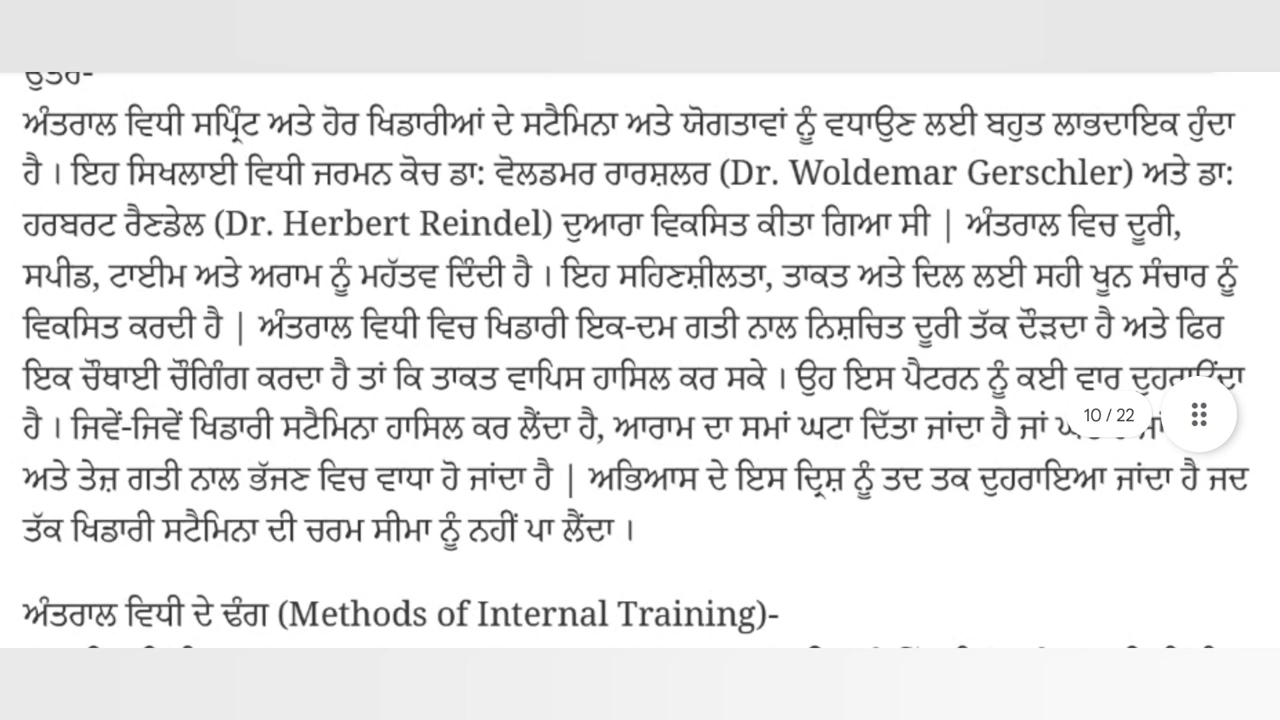 ਉਤਰ-
ਅੰਤਰਾਲ ਵਿਧੀ ਸਪ੍ਰਿੰਟ ਅਤੇ ਹੋਰ ਖਿਡਾਰੀਆਂ ਦੇ ਸਟੈਮਿਨਾ ਅਤੇ ਯੋਗਤਾਵਾਂ ਨੂੰ ਵਧਾਉਣ ਲਈ ਬਹੁਤ ਲਾਭਦਾਇਕ ਹੁੰਦਾ
ਹੈ । ਇਹ ਸਿਖਲਾਈ ਵਿਧੀ ਜਰਮਨ ਕੋਚ ਡਾ: ਵੋਲਡਮਰ ਰਾਰਸ਼ਲਰ (Dr. Woldemar Gerschler) ਅਤੇ ਡਾ:
ਹਰਬਰਟ ਰੈਣਡੇਲ (Dr. Herbert Reindel) ਦੁਆਰਾ ਵਿਕਸਿਤ ਕੀਤਾ ਗਿਆ ਸੀ | ਅੰਤਰਾਲ ਵਿਚ ਦੂਰੀ,
ਸਪੀਡ, ਟਾਈਮ ਅਤੇ ਅਰਾਮ ਨੂੰ ਮਹੱਤਵ ਦਿੰਦੀ ਹੈ । ਇਹ ਸਹਿਣਸ਼ੀਲਤਾ, ਤਾਕਤ ਅਤੇ ਦਿਲ ਲਈ ਸਹੀ ਖੂਨ ਸੰਚਾਰ ਨੂੰ
ਵਿਕਸਿਤ ਕਰਦੀ ਹੈ | ਅੰਤਰਾਲ ਵਿਧੀ ਵਿਚ ਖਿਡਾਰੀ ਇਕ-ਦਮ ਗਤੀ ਨਾਲ ਨਿਸ਼ਚਿਤ ਦੂਰੀ ਤੱਕ ਦੌੜਦਾ ਹੈ ਅਤੇ ਫਿਰ
ਇਕ ਚੌਥਾਈ ਚੌਗਿੰਗ ਕਰਦਾ ਹੈ ਤਾਂ ਕਿ ਤਾਕਤ ਵਾਪਿਸ ਹਾਸਿਲ ਕਰ ਸਕੇ । ਉਹ ਇਸ ਪੈਟਰਨ ਨੂੰ ਕਈ ਵਾਰ ਦੁਹਰਾਉਂਦਾ
ਹੈ । ਜਿਵੇਂ-ਜਿਵੇਂ ਖਿਡਾਰੀ ਸਟੈਮਿਨਾ ਹਾਸਿਲ ਕਰ ਲੈਂਦਾ ਹੈ, ਆਰਾਮ ਦਾ ਸਮਾਂ ਘਟਾ ਦਿੱਤਾ ਜਾਂਦਾ ਹੈ ਜਾਂ
10 / 22
ਅਤੇ ਤੇਜ਼ ਗਤੀ ਨਾਲ ਭੱਜਣ ਵਿਚ ਵਾਧਾ ਹੋ ਜਾਂਦਾ ਹੈ | ਅਭਿਆਸ ਦੇ ਇਸ ਦ੍ਰਿਸ਼ ਨੂੰ ਤਦ ਤਕ ਦੁਹਰਾਇਆ ਜਾਂਦਾ ਹੈ ਜਦ
ਤੱਕ ਖਿਡਾਰੀ ਸਟੈਮਿਨਾ ਦੀ ਚਰਮ ਸੀਮਾ ਨੂੰ ਨਹੀਂ ਪਾ ਲੈਂਦਾ ।
ਅੰਤਰਾਲ ਵਿਧੀ ਦੇ ਢੰਗ (Methods of Internal Training)-